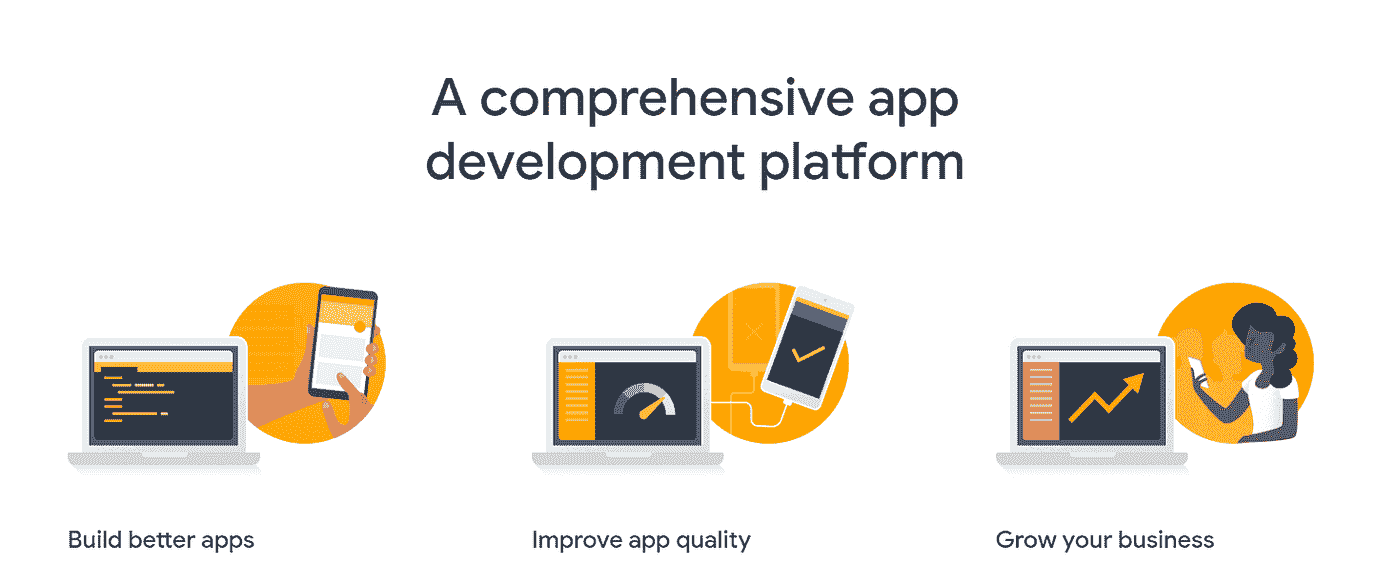 A comprehensive app
development platform
Build better apps
Improve app quality
Grow your business